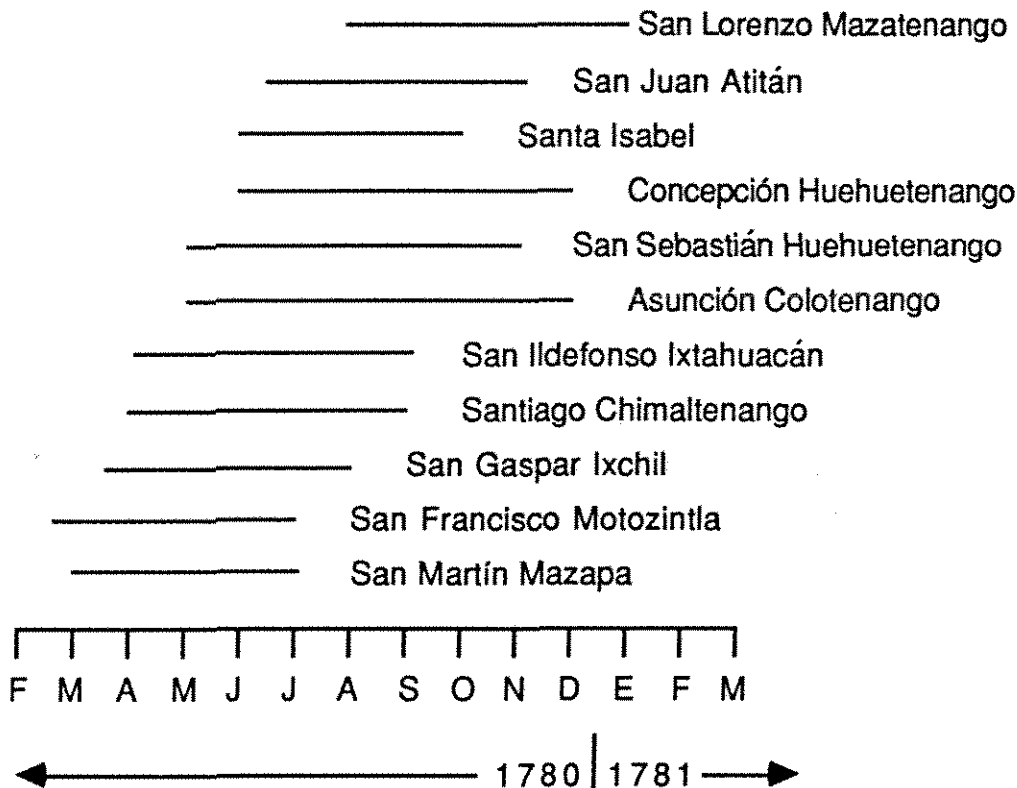 San Lorenzo Mazatenango
San Juan Atitán
Santa Isabel
Concepción Huehuetenango
San Sebastián Huehuetenango
Asunción Colotenango
San Ildefonso Ixtahuacán
Santiago Chimaltenango
San Gaspar Ixchil
San Francisco Motozintla
San Martín Mazapa
F M A M J J A S O N D E F M
1780 1781